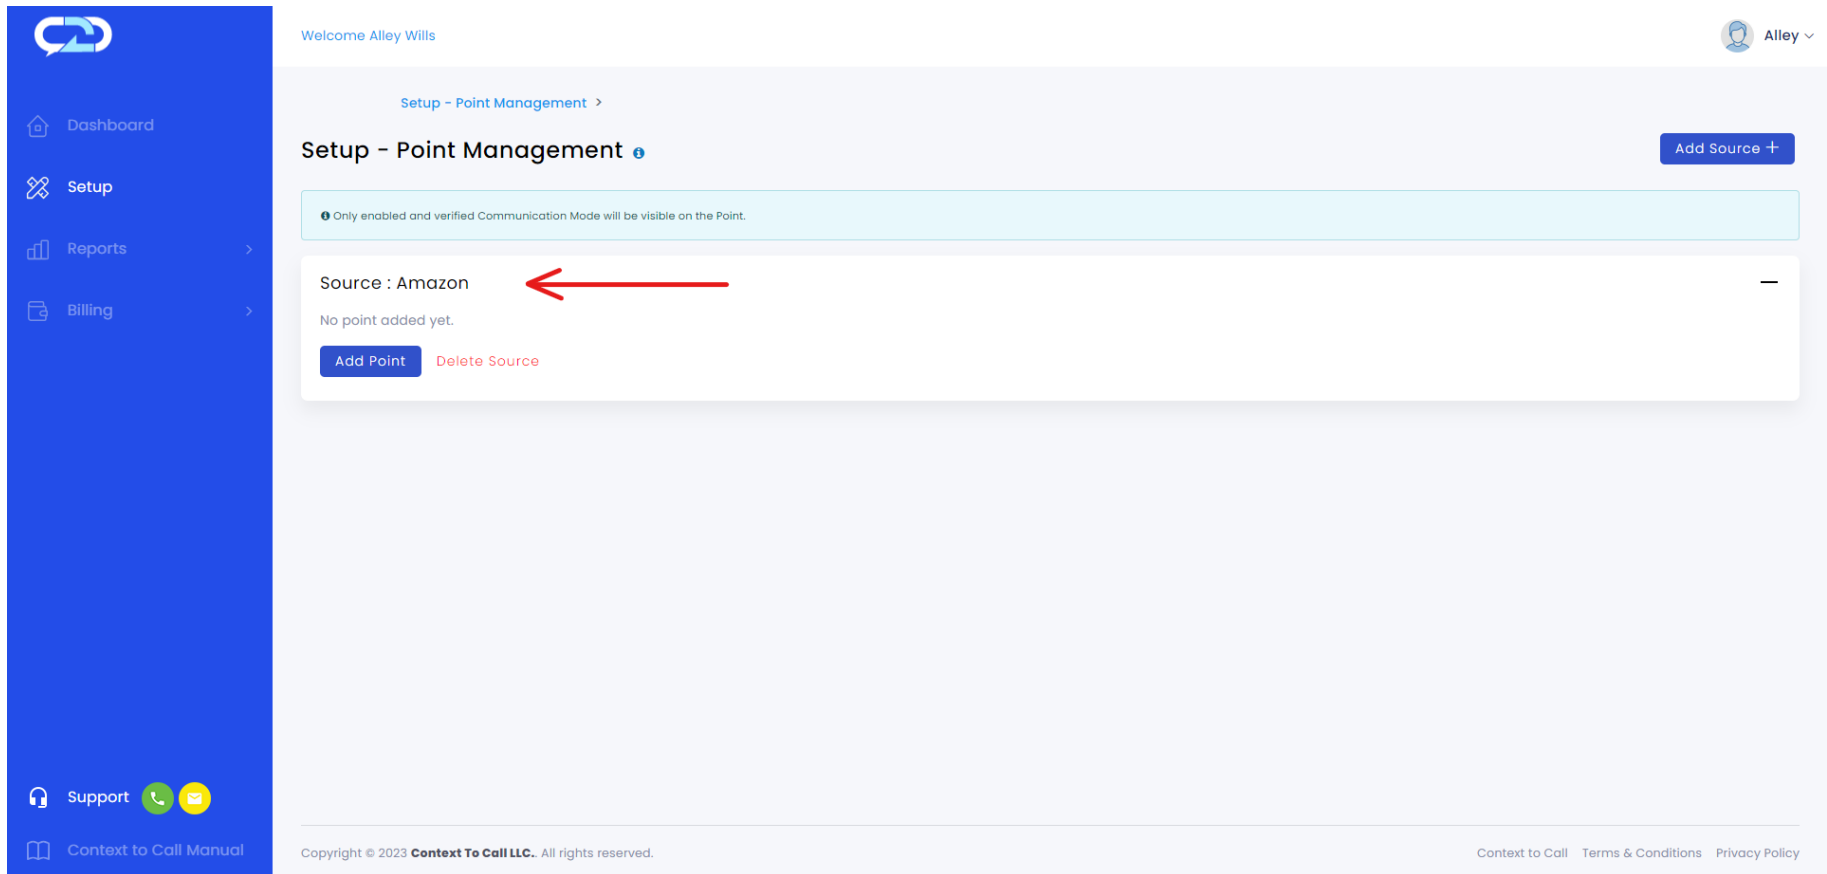 Welcome Alley Wills
Alley
Dashboard
Setup
Reports
Billing
Setup - Point Management >
Setup - Point Management
Add Source +
Only enabled and verified Communication Mode will be visible on the Point.
Source : Amazon
No point added yet.
Add Point
Delete Source
Support
Context to Call Manual
Copyright © 2023 Context To Call LLC.. All rights reserved.
Context to Call Terms & Conditions Privacy Policy